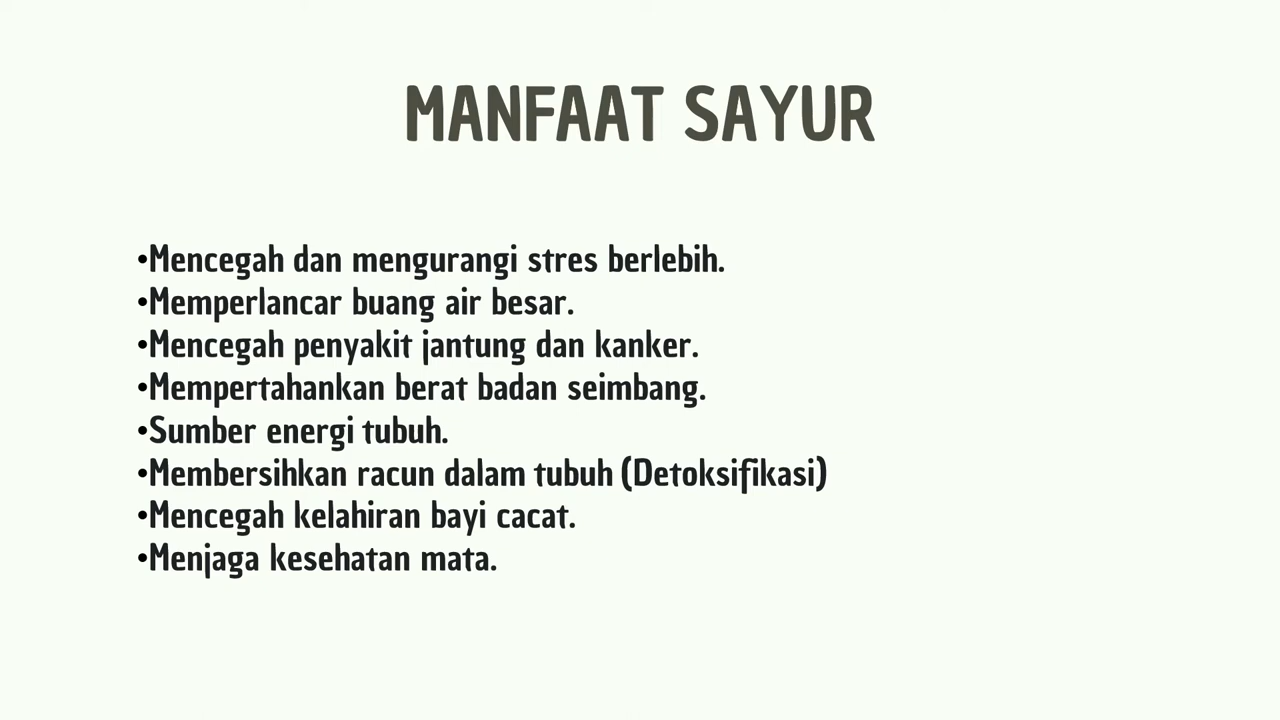 MANFAAT SAYUR
•Mencegah dan mengurangi stres berlebih.
•Memperlancar buang air besar.
•Mencegah penyakit jantung dan kanker.
•Mempertahankan berat badan seimbang.
•Sumber energi tubuh.
•Membersihkan racun dalam tubuh (Detoksifikasi)
•Mencegah kelahiran bayi cacat.
•Menjaga kesehatan mata.